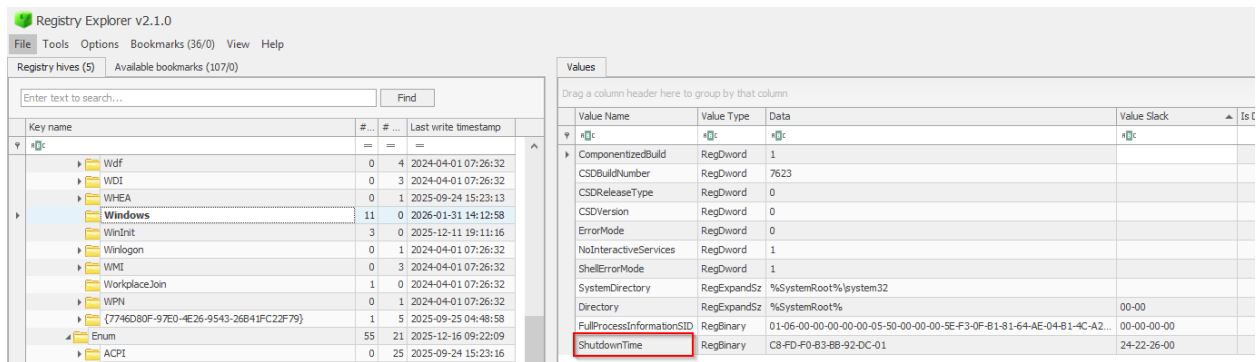 Registry Explorer v2.1.0
File Tools Options Bookmarks (36/0) View Help
Registry hives (5) Available bookmarks (107/0)
Enter text to search... Find
Key name #... # ... Last write timestamp
= = =
Wdf 0 4 2024-04-01 07:26:32
WDI 0 3 2024-04-01 07:26:32
WHEA 0 1 2025-09-24 15:23:13
Windows 11 0 2026-01-31 14:12:58
WinInit 3 0 2025-12-11 19:11:16
Winlogon 0 1 2024-04-01 07:26:32
WMI 0 3 2024-04-01 07:26:32
WorkplaceJoin 1 0 2024-04-01 07:26:32
WPN 0 1 2024-04-01 07:26:32
{7746D80F-97E0-4E26-9543-26B41FC22F79} 1 5 2025-09-25 04:48:58
Enum 55 21 2025-12-16 09:22:09
ACPI 0 25 2025-09-24 15:23:16
Values
Drag a column header here to group by that column
Value Name Value Type Data Value Slack Is D
ComponentizedBuild RegDword 1
CSDBuildNumber RegDword 7623
CSDReleaseType RegDword 0
CSDVersion RegDword 0
ErrorMode RegDword 0
NoInteractiveServices RegDword 1
ShellErrorMode RegDword 1
SystemDirectory RegExpandSz %SystemRoot%\system32
Directory RegExpandSz %SystemRoot% 00-00
FullProcessInformationSID RegBinary 01-06-00-00-00-00-00-05-50-00-00-00-5E-F3-0F-B1-81-64-AE-04-B1-4C-A2... 00-00-00-00
ShutdownTime RegBinary C8-FD-F0-B3-BB-92-DC-01 24-22-26-00